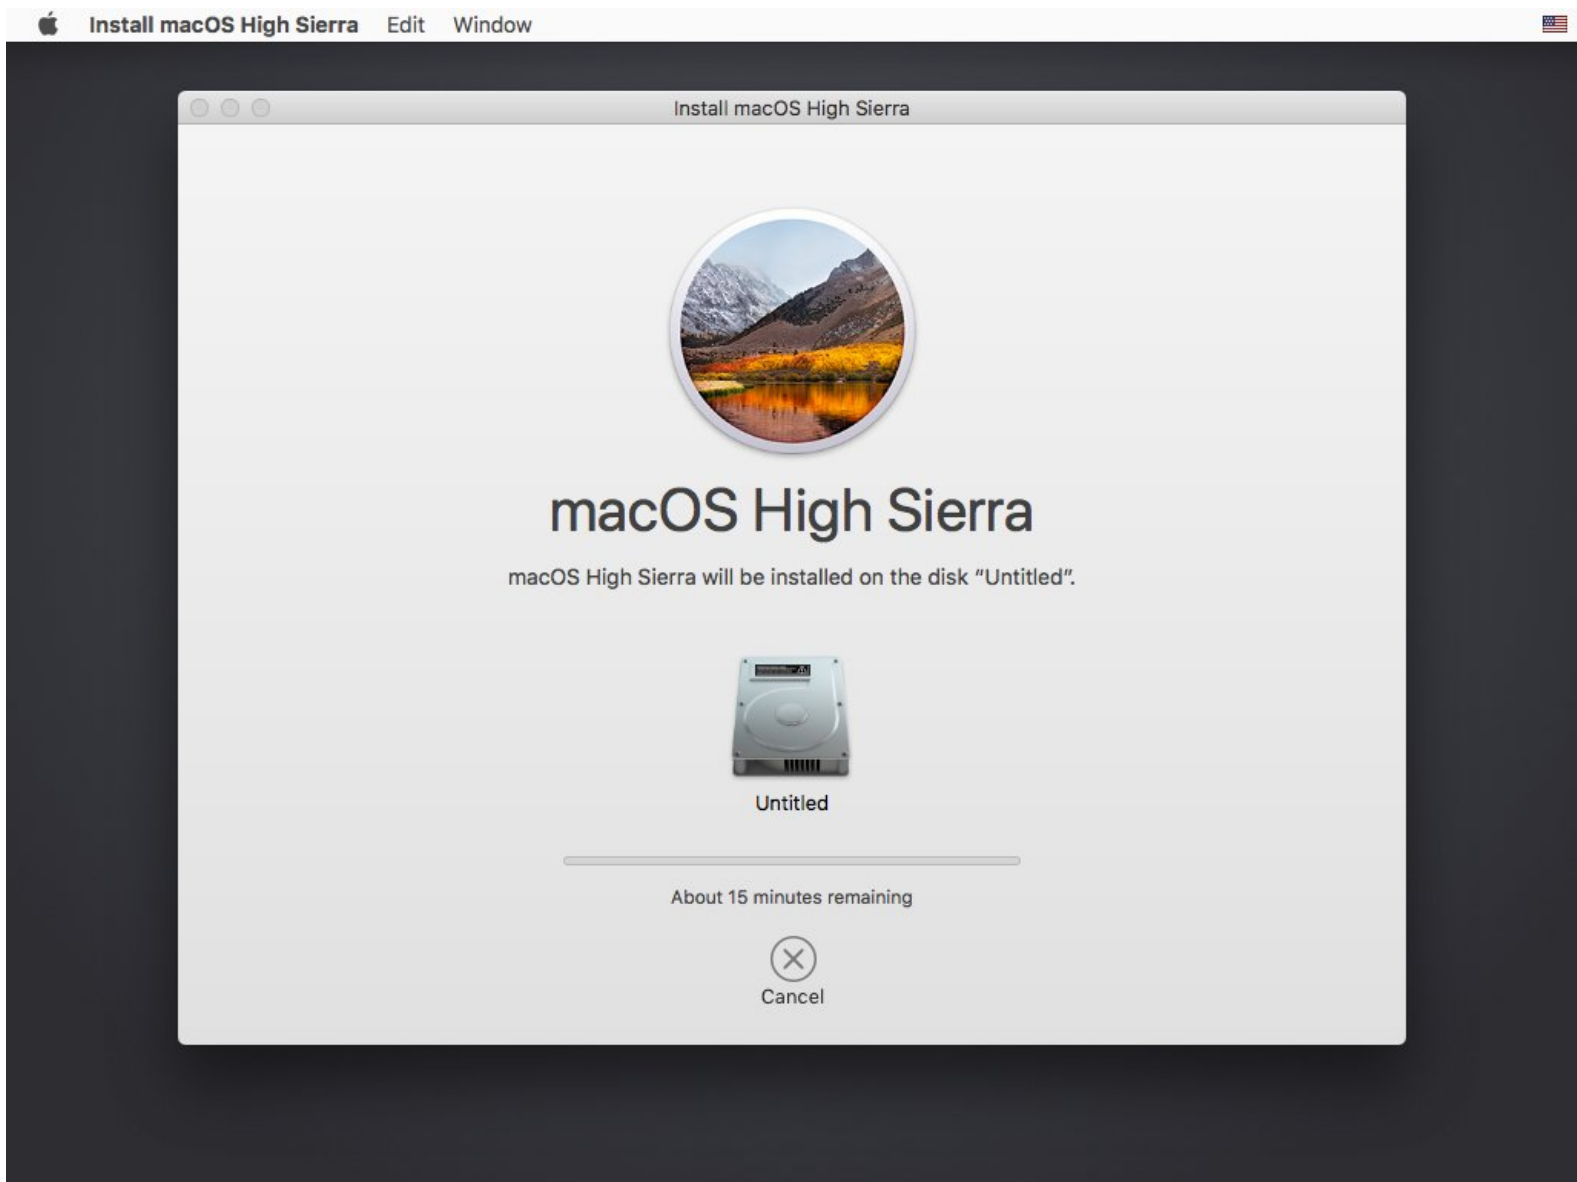 Install macOS High Sierra Edit Window
Install macOS High Sierra
macOS High Sierra
macOS High Sierra will be installed on the disk “Untitled”.
Untitled
About 15 minutes remaining
Cancel